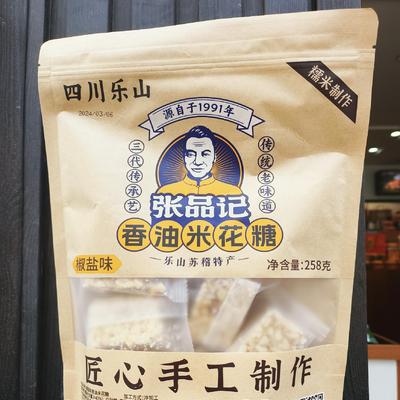 四川乐山
2024/03/06
糯米制作
源自于1991年
三代传承艺
传统老味道
张品记
香油米花糖
乐山苏稽特产
椒盐味
净含量:258克
匠心手工制作